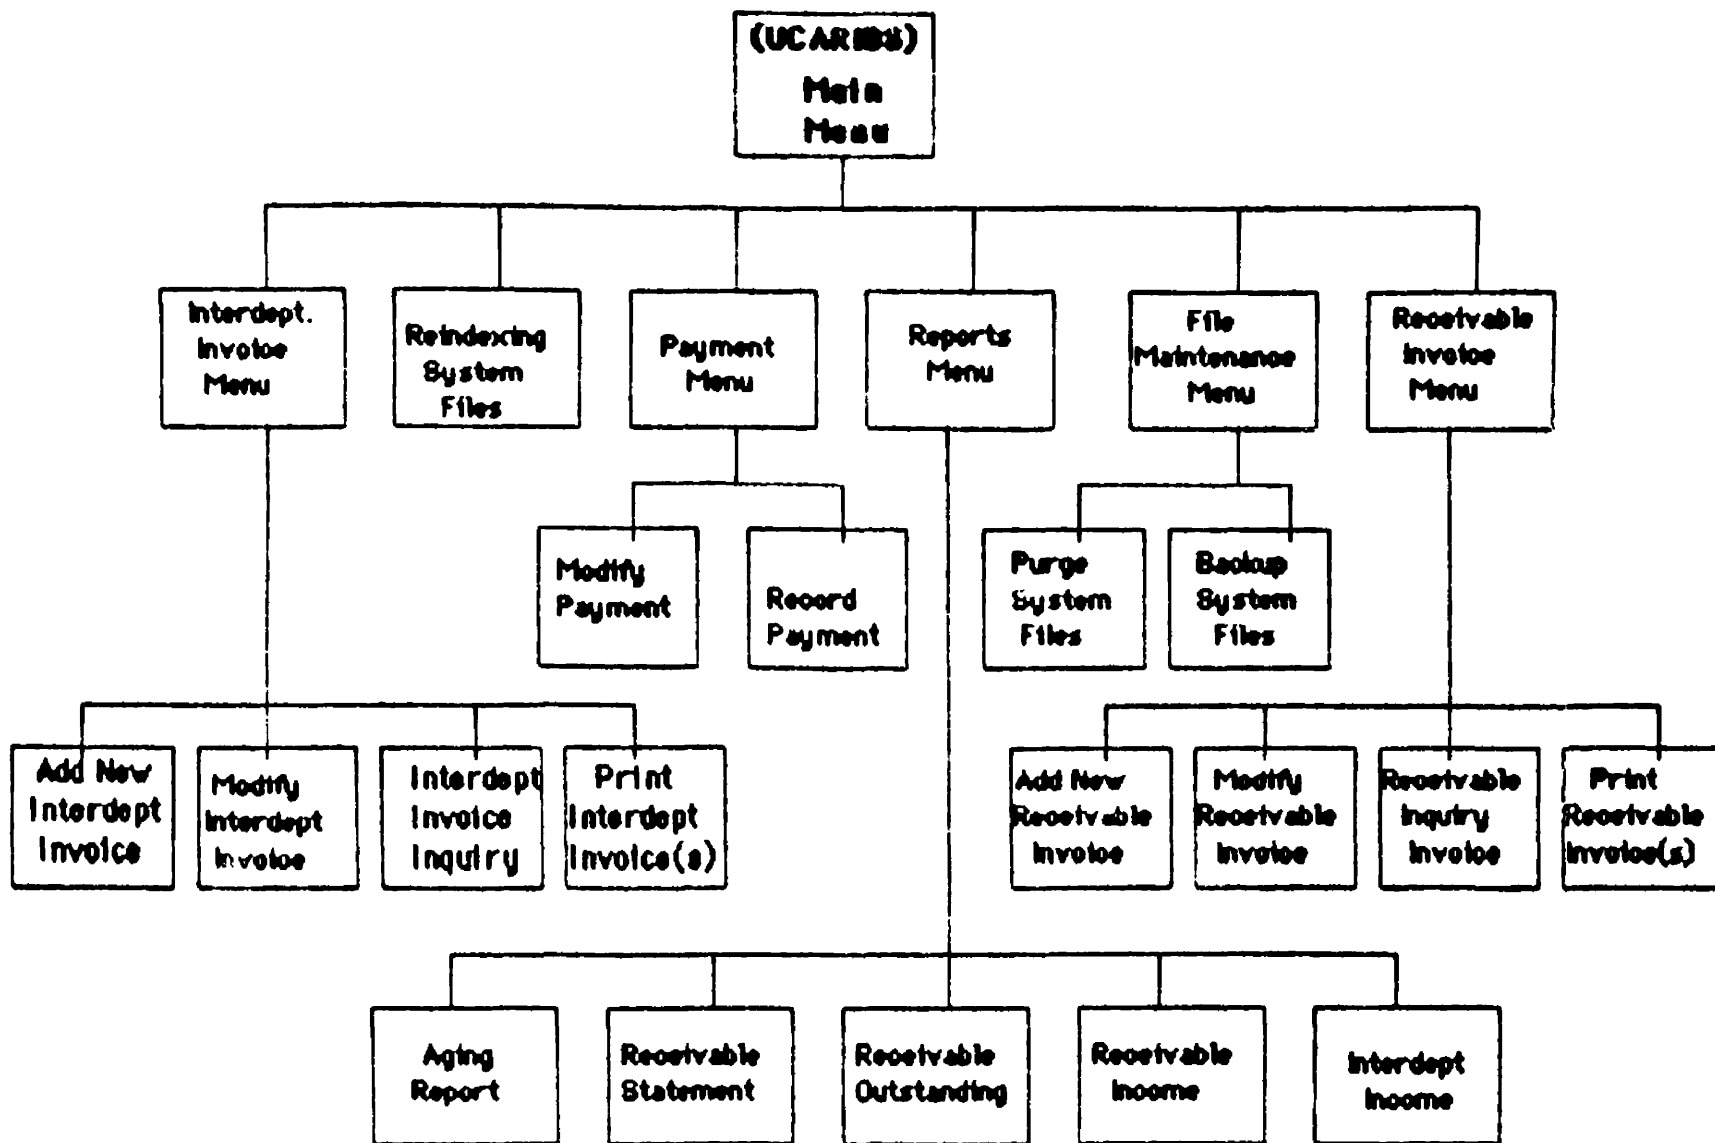 Main
Menu
Interdept.
Invoice
Menu
Reindexing
System
Files
Payment
Menu
Reports
Menu
File
Maintenance
Menu
Receivable
Invoice
Menu
Modify
Payment
Record
Payment
Purge
System
Files
Backup
System
Files
Add New
Interdept
Invoice
Modify
Interdept
Invoice
Interdept
Invoice
Inquiry
Print
Interdept
Invoice(s)
Add New
Receivable
Invoice
Modify
Receivable
Invoice
Receivable
Inquiry
Invoice
Print
Receivable
Invoice(s)
Aging
Report
Receivable
Statement
Receivable
Outstanding
Receivable
Income
Interdept
Income